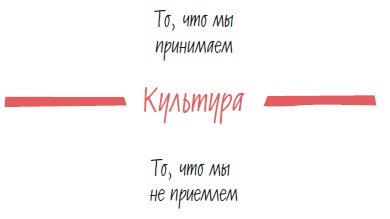 То, что мы
принимаем
Культура
То, что мы
не приемлем